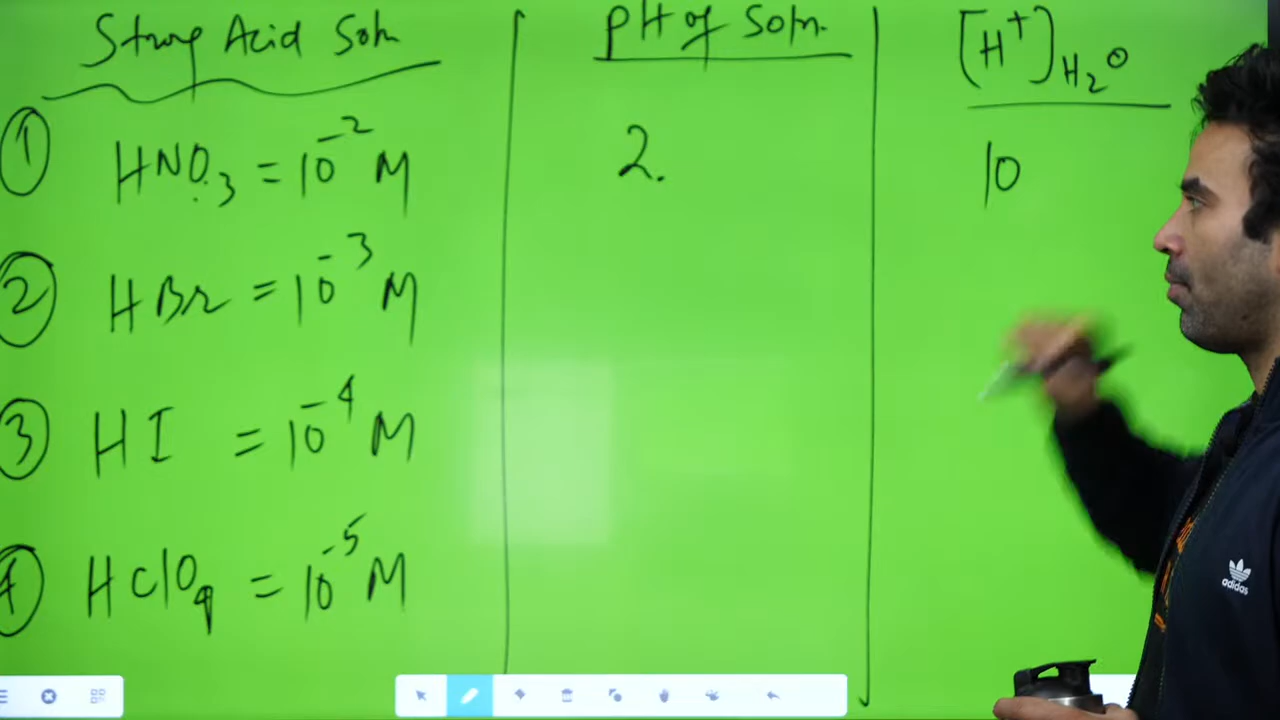 Strong Acid Soln
pH of Soln.
[H⁺]H₂O
① HNO₃ = 10⁻² M
2.
10
② HBr = 10⁻³ M
③ HI = 10⁻⁴ M
④ HClO₄ = 10⁻⁵ M
adidas